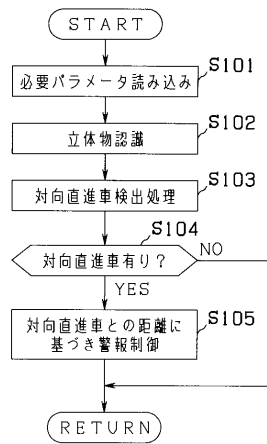 START
S101
必要パラメータ読み込み
S102
立体物認識
S103
対向直進車検出処理
S104
対向直進車有り?
NO
YES
S105
対向直進車との距離に
基づき警報制御
RETURN